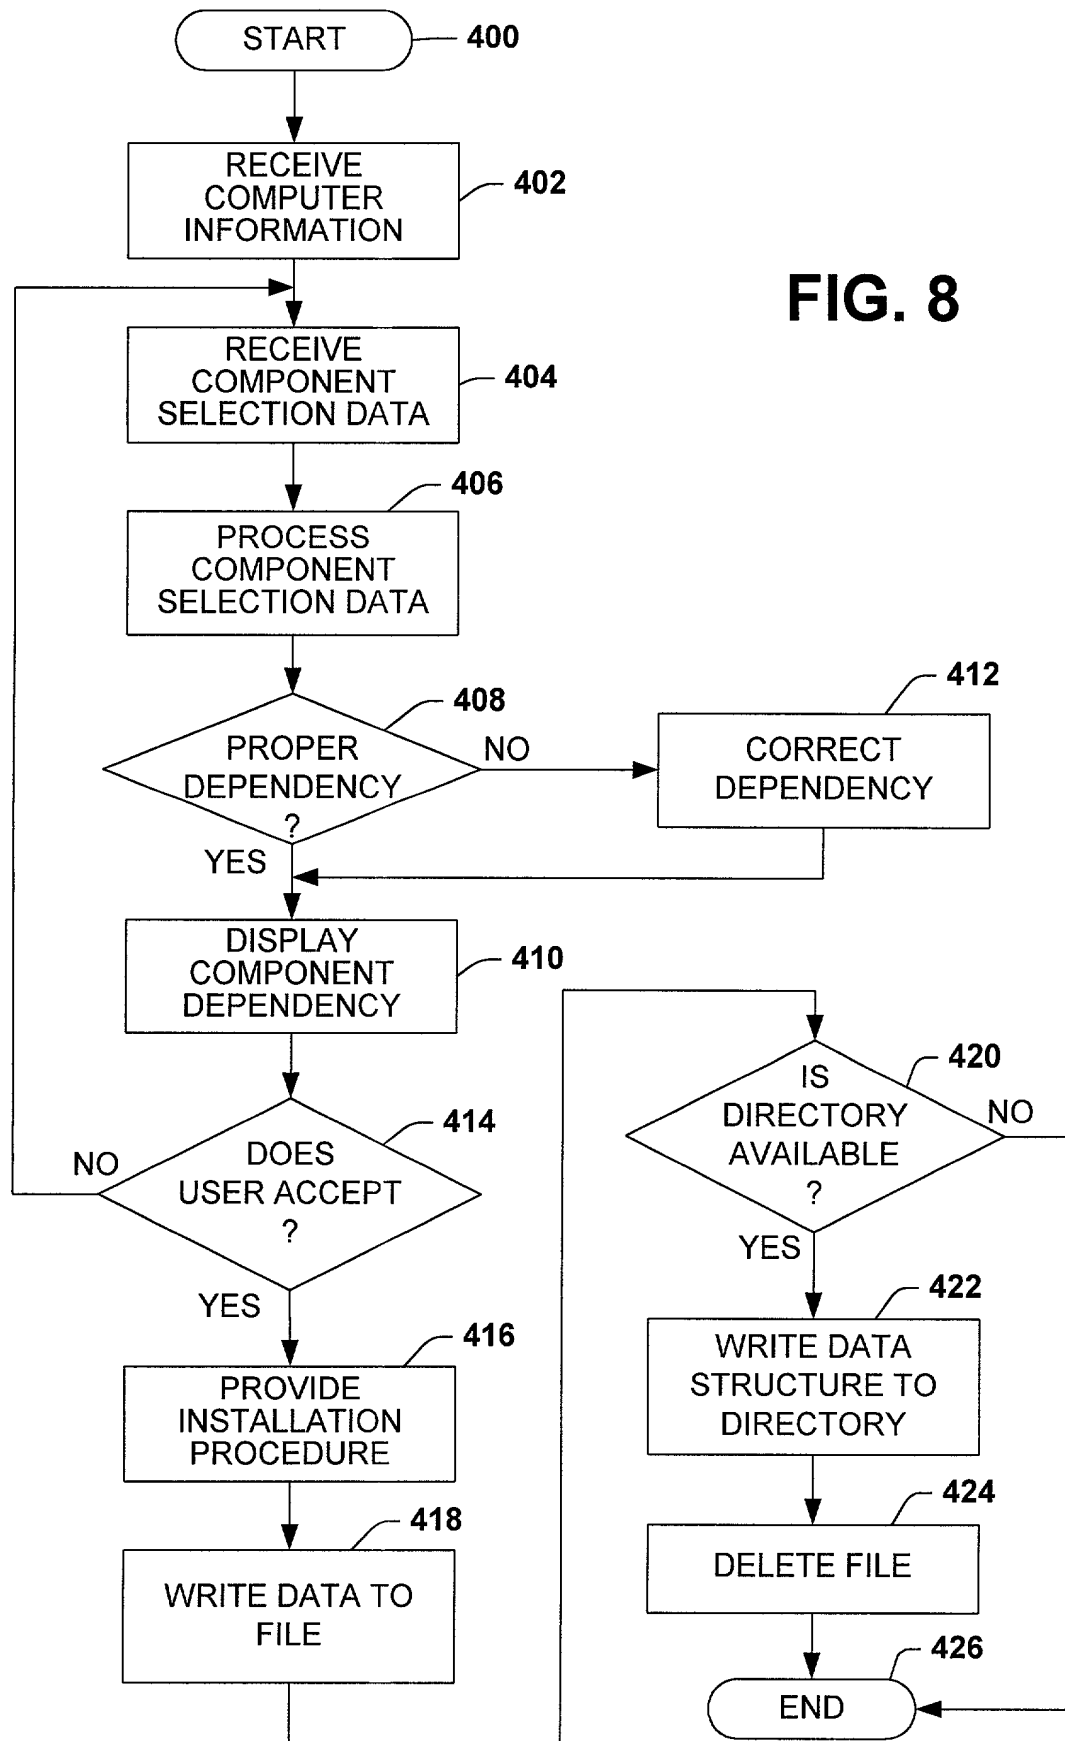 START
400
RECEIVE
COMPUTER
INFORMATION
402
FIG. 8
RECEIVE
COMPONENT
SELECTION DATA
404
406
PROCESS
COMPONENT
SELECTION DATA
408
PROPER
DEPENDENCY
?
NO
YES
412
CORRECT
DEPENDENCY
DISPLAY
COMPONENT
DEPENDENCY
410
414
DOES
USER ACCEPT
?
NO
YES
416
PROVIDE
INSTALLATION
PROCEDURE
418
WRITE DATA TO
FILE
420
IS
DIRECTORY
AVAILABLE
?
NO
YES
422
WRITE DATA
STRUCTURE TO
DIRECTORY
424
DELETE FILE
426
END